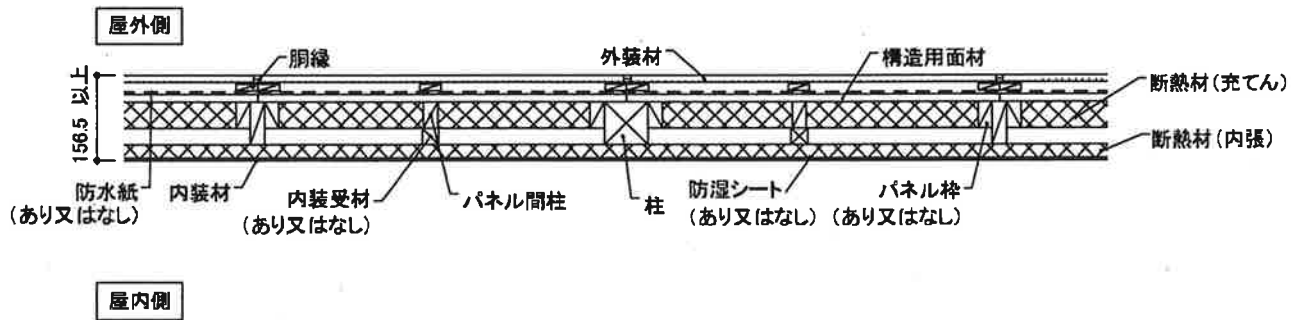 屋外側
胴縁
外装材
構造用面材
断熱材(充てん)
156.5 以上
断熱材(内張)
防水紙
(あり又はなし)
内装材
内装受材
(あり又はなし)
パネル間柱
柱
防湿シート
(あり又はなし)
パネル枠
(あり又はなし)
屋内側